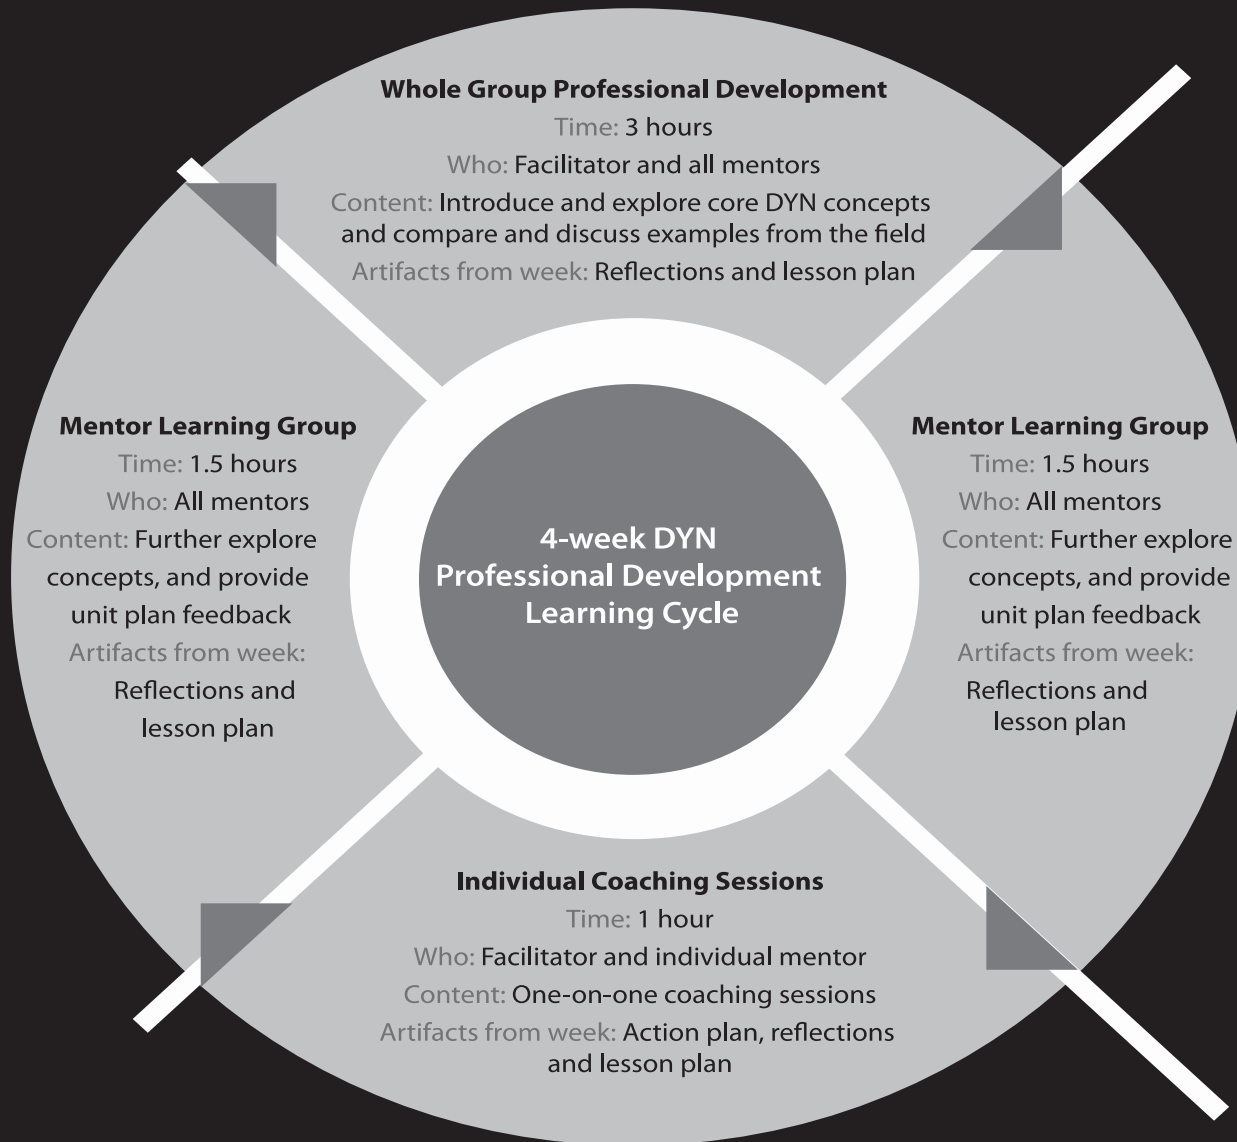 Whole Group Professional Development
Time: 3 hours
Who: Facilitator and all mentors
Content: Introduce and explore core DYN concepts
and compare and discuss examples from the field
Artifacts from week: Reflections and lesson plan
Mentor Learning Group
Time: 1.5 hours
Who: All mentors
Content: Further explore
concepts, and provide
unit plan feedback
Artifacts from week:
Reflections and
lesson plan
4-week DYN
Professional Development
Learning Cycle
Mentor Learning Group
Time: 1.5 hours
Who: All mentors
Content: Further explore
concepts, and provide
unit plan feedback
Artifacts from week:
Reflections and
lesson plan
Individual Coaching Sessions
Time: 1 hour
Who: Facilitator and individual mentor
Content: One-on-one coaching sessions
Artifacts from week: Action plan, reflections
and lesson plan